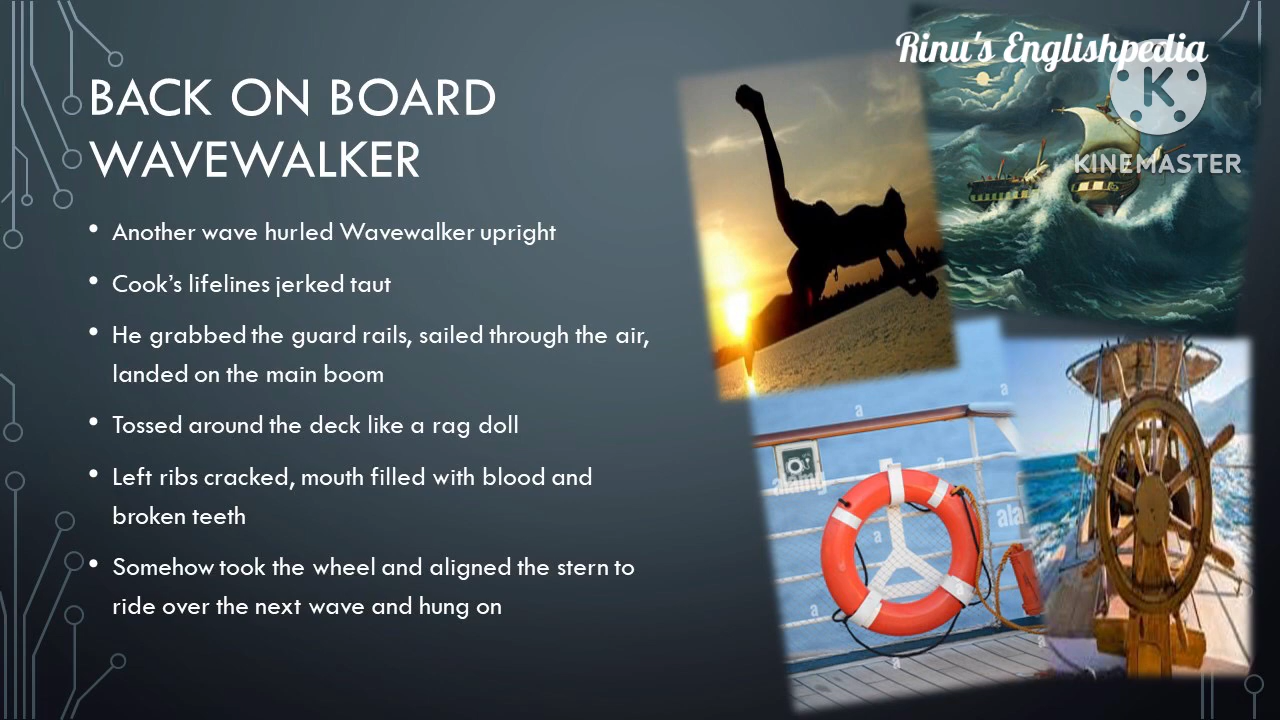 Rinu's Englishpedia
K
KINEMASTER
BACK ON BOARD
WAVEWALKER
• Another wave hurled Wavewalker upright
• Cook’s lifelines jerked taut
• He grabbed the guard rails, sailed through the air,
landed on the main boom
• Tossed around the deck like a rag doll
• Left ribs cracked, mouth filled with blood and
broken teeth
• Somehow took the wheel and aligned the stern to
ride over the next wave and hung on
a
a
alamy
a
a
ala
a
a
a